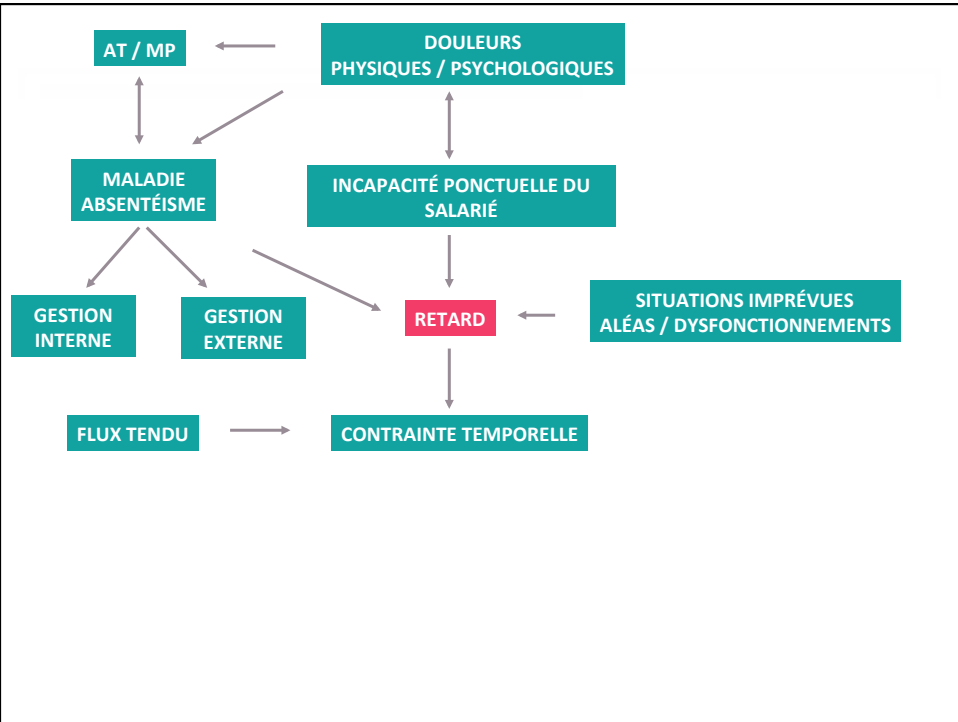 AT / MP
DOULEURS
PHYSIQUES / PSYCHOLOGIQUES
MALADIE
ABSENTÉISME
INCAPACITÉ PONCTUELLE DU
SALARIÉ
GESTION
INTERNE
GESTION
EXTERNE
RETARD
SITUATIONS IMPRÉVUES
ALÉAS / DYSFONCTIONNEMENTS
FLUX TENDU
CONTRAINTE TEMPORELLE